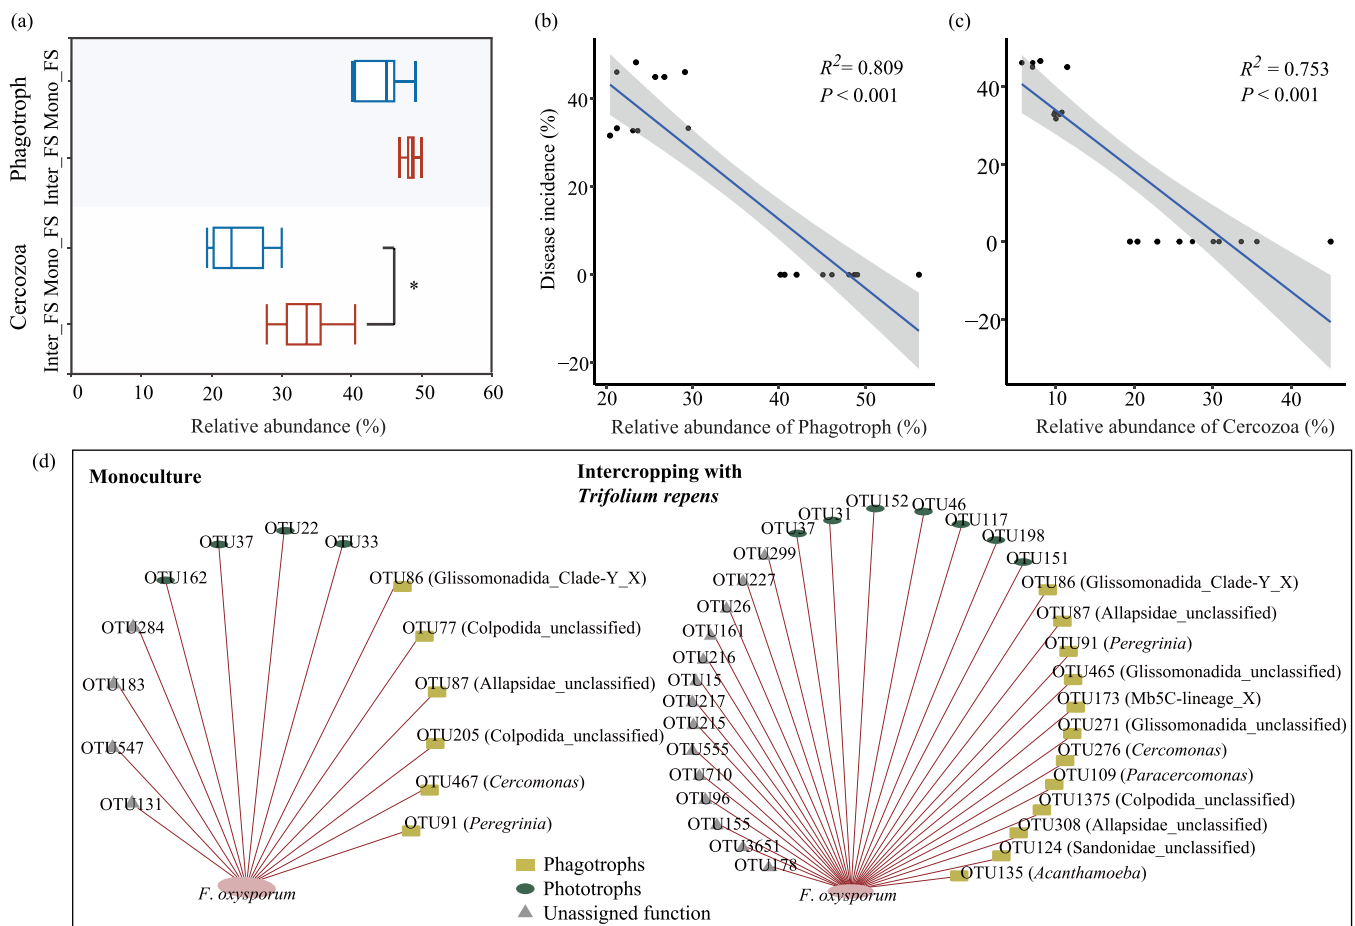 (a)
Phagotroph
Mono_FS
Inter_FS
Cercozoa
Mono_FS
Inter_FS
*
0 10 20 30 40 50 60
Relative abundance (%)
(b)
R² = 0.809
P < 0.001
Disease incidence (%)
40
20
0
−20
20 30 40 50
Relative abundance of Phagotroph (%)
(c)
R² = 0.753
P < 0.001
40
20
0
−20
10 20 30 40
Relative abundance of Cercozoa (%)
(d)
Monoculture
OTU22
OTU37
OTU33
OTU162
OTU284
OTU183
OTU547
OTU131
OTU86 (Glissomonadida_Clade-Y_X)
OTU77 (Colpodida_unclassified)
OTU87 (Allapsidae_unclassified)
OTU205 (Colpodida_unclassified)
OTU467 (Cercomonas)
OTU91 (Peregrinia)
F. oxysporum
Phagotrophs
Phototrophs
Unassigned function
Intercropping with
Trifolium repens
OTU152
OTU46
OTU31
OTU117
OTU37
OTU198
OTU299
OTU151
OTU227
OTU26
OTU161
OTU216
OTU15
OTU217
OTU215
OTU555
OTU710
OTU96
OTU155
OTU3651
OTU178
OTU86 (Glissomonadida_Clade-Y_X)
OTU87 (Allapsidae_unclassified)
OTU91 (Peregrinia)
OTU465 (Glissomonadida_unclassified)
OTU173 (Mb5C-lineage_X)
OTU271 (Glissomonadida_unclassified)
OTU276 (Cercomonas)
OTU109 (Paracercomonas)
OTU1375 (Colpodida_unclassified)
OTU308 (Allapsidae_unclassified)
OTU124 (Sandonidae_unclassified)
OTU135 (Acanthamoeba)
F. oxysporum